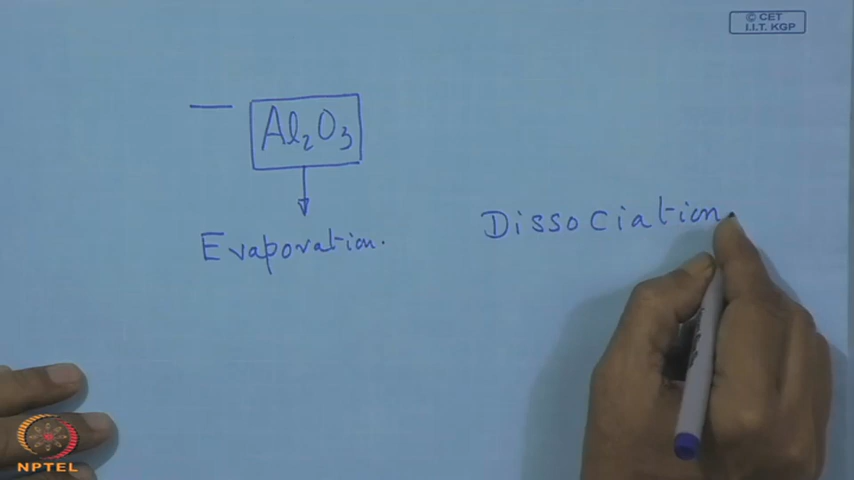 © CET
I.I.T. KGP
Al₂O₃
Evaporation.
Dissociation.
NPTEL